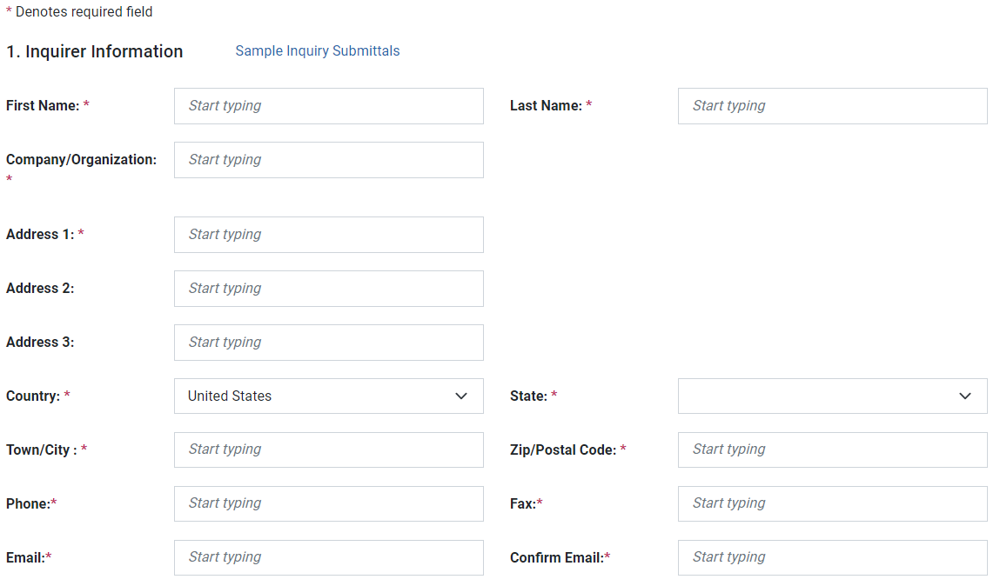 * Denotes required field
1. Inquirer Information Sample Inquiry Submittals
First Name: * Start typing Last Name: * Start typing
Company/Organization: Start typing
*
Address 1: * Start typing
Address 2: Start typing
Address 3: Start typing
Country: * United States State: *
Town/City : * Start typing Zip/Postal Code: * Start typing
Phone:* Start typing Fax:* Start typing
Email:* Start typing Confirm Email:* Start typing